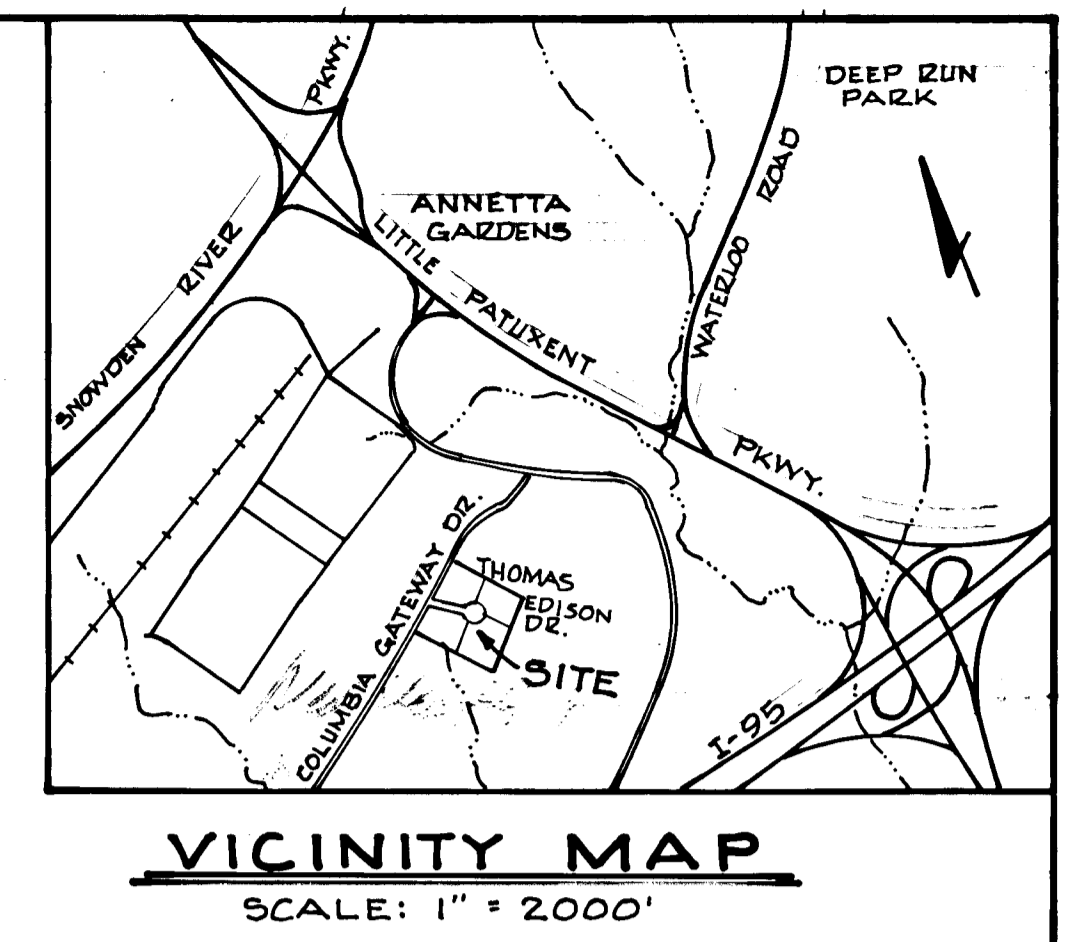 PKWY.
DEEP RUN
PARK
ANNETTA
GARDENS
SNOWDEN RIVER
LITTLE PATUXENT
PKWY.
WATERLOO ROAD
COLUMBIA GATEWAY DR.
THOMAS
EDISON
DR.
SITE
I-95
VICINITY MAP
SCALE: 1" = 2000'